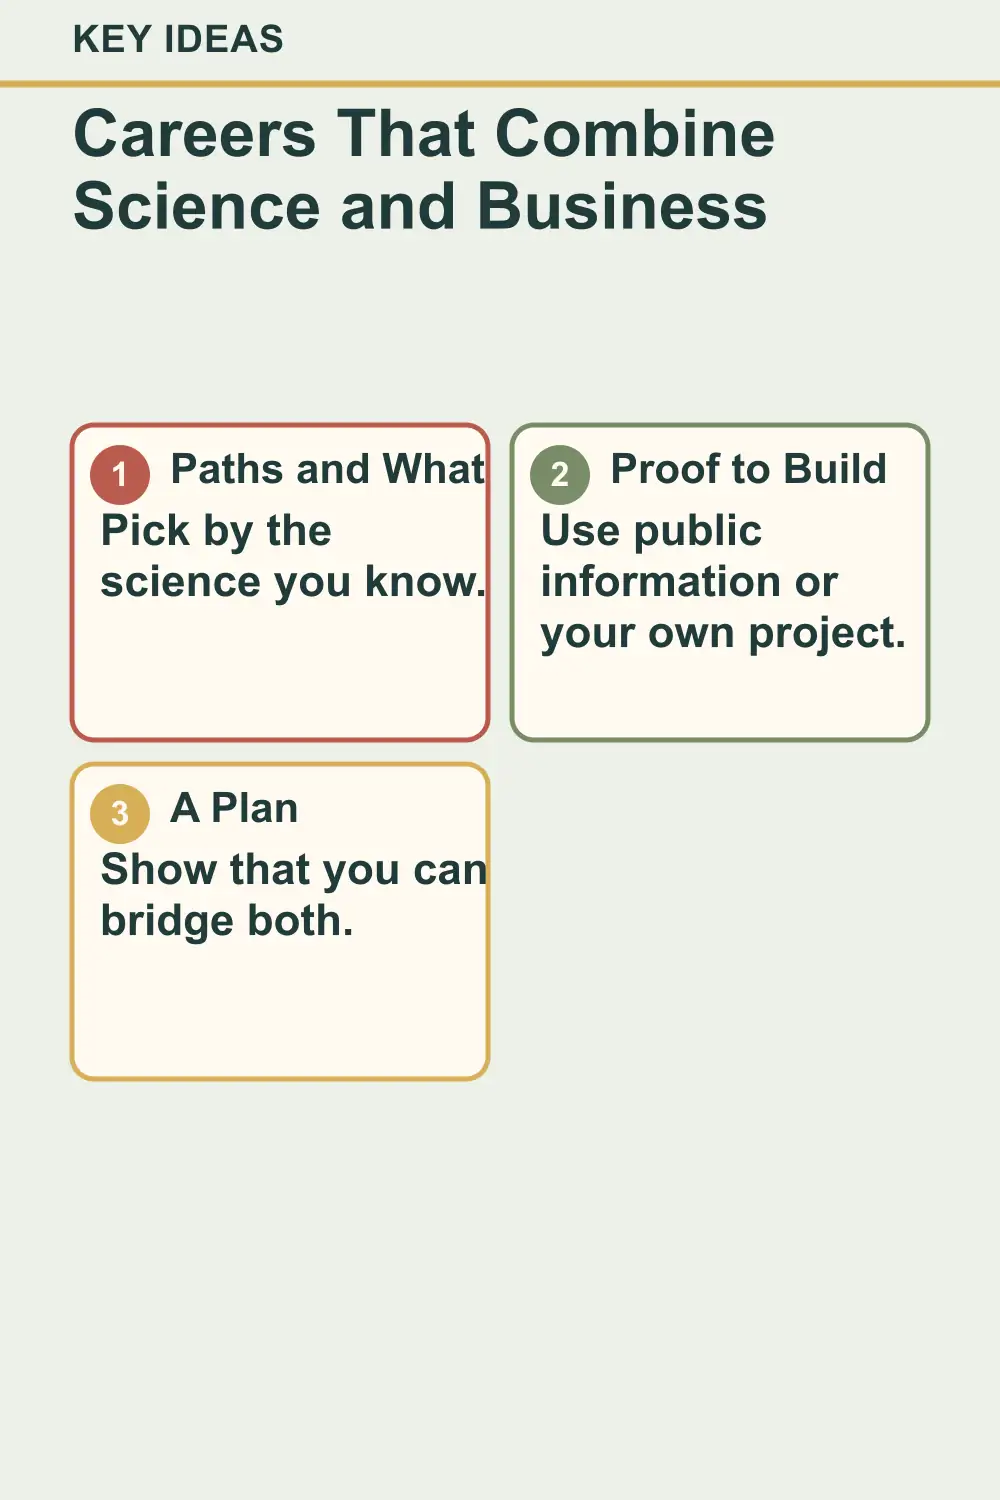 KEY IDEAS
Careers That Combine
Science and Business
1 Paths and What
Pick by the
science you know.
2 Proof to Build
Use public
information or
your own project.
3 A Plan
Show that you can
bridge both.